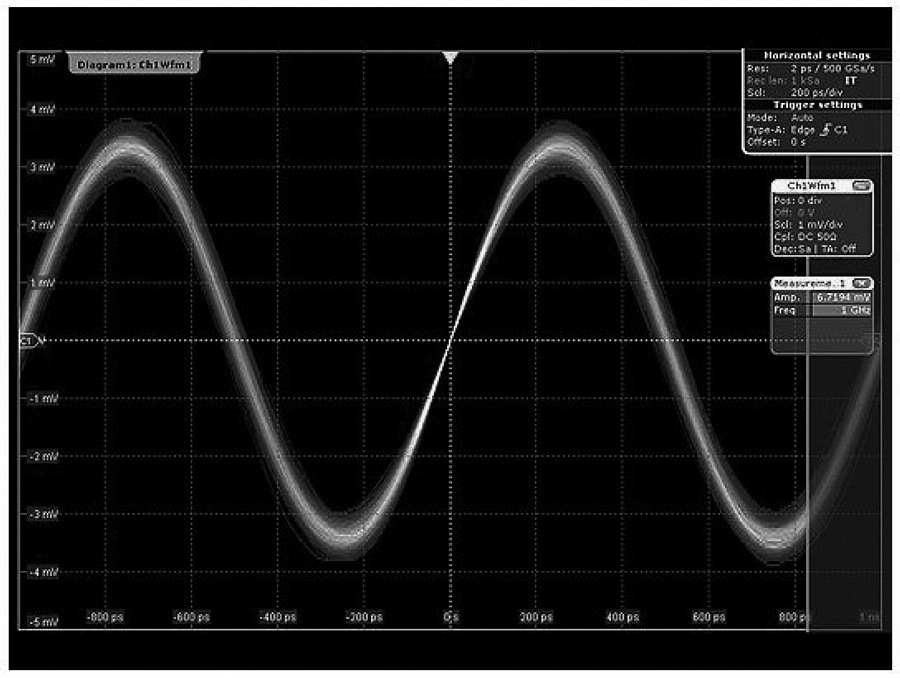 5 mV
Diagram1: Ch1Wfm1
Horizontal settings
Res: 2 ps / 500 GSa/s
Rec len: 1 kSa IT
Scl: 200 ps/div
Trigger settings
Mode: Auto
Type-A: Edge C1
Offset: 0 s
4 mV
3 mV
Ch1Wfm1
Pos: 0 div
Off: 0 V
Scl: 1 mV/div
Cpl: DC 50Ω
Dec: Sa | TA: Off
2 mV
1 mV
Measureme...1
Amp. 6.7194 mV
Freq 1 GHz
C1
-1 mV
-2 mV
-3 mV
-4 mV
-5 mV
-800 ps -600 ps -400 ps -200 ps 0 s 200 ps 400 ps 600 ps 800 ps 1 ns